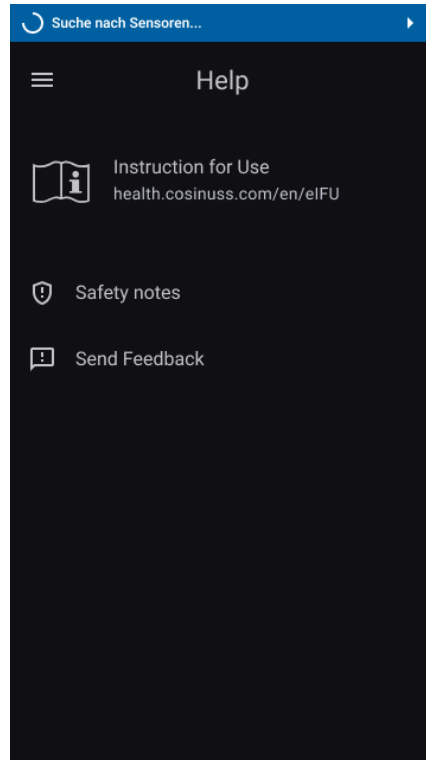 Suche nach Sensoren...
Help
Instruction for Use
health.cosinuss.com/en/eIFU
Safety notes
Send Feedback